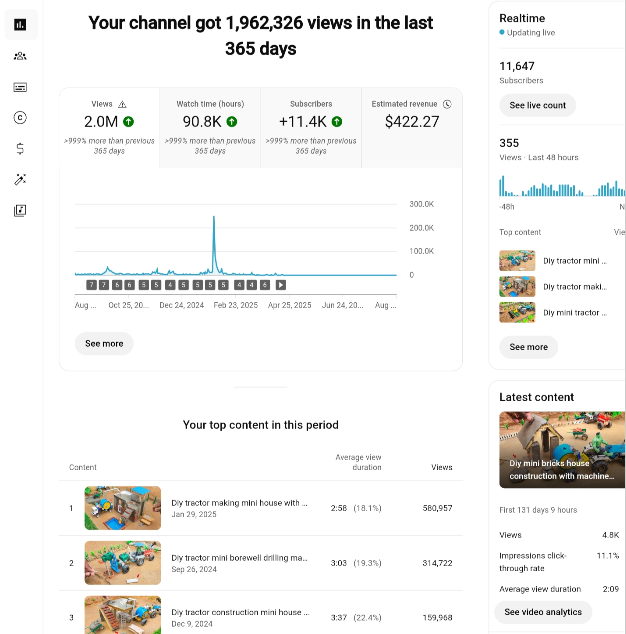 Your channel got 1,962,326 views in the last
365 days
Views
2.0M
>999% more than previous
365 days
Watch time (hours)
90.8K
>999% more than previous
365 days
Subscribers
+11.4K
>999% more than previous
365 days
Estimated revenue
$422.27
300.0K
200.0K
100.0K
0
7 7 6 6 5 5 4 5 5 5 5 4 4 6
Aug ... Oct 25, 20... Dec 24, 2024 Feb 23, 2025 Apr 25, 2025 Jun 24, 20... Aug ...
See more
Your top content in this period
Content
Average view
duration
Views
1 Diy tractor making mini house with ... 2:58 (18.1%) 580,957
Jan 29, 2025
2 Diy tractor mini borewell drilling ma... 3:03 (19.3%) 314,722
Sep 26, 2024
3 Diy tractor construction mini house ... 3:37 (22.4%) 159,968
Dec 9, 2024
Realtime
Updating live
11,647
Subscribers
See live count
355
Views · Last 48 hours
-48h N
Top content Vie
Diy tractor mini ...
Diy tractor maki...
Diy mini tractor ...
See more
Latest content
Diy mini bricks house
construction with machine...
First 131 days 9 hours
Views 4.8K
Impressions click-
through rate
11.1%
Average view duration 2:09
See video analytics